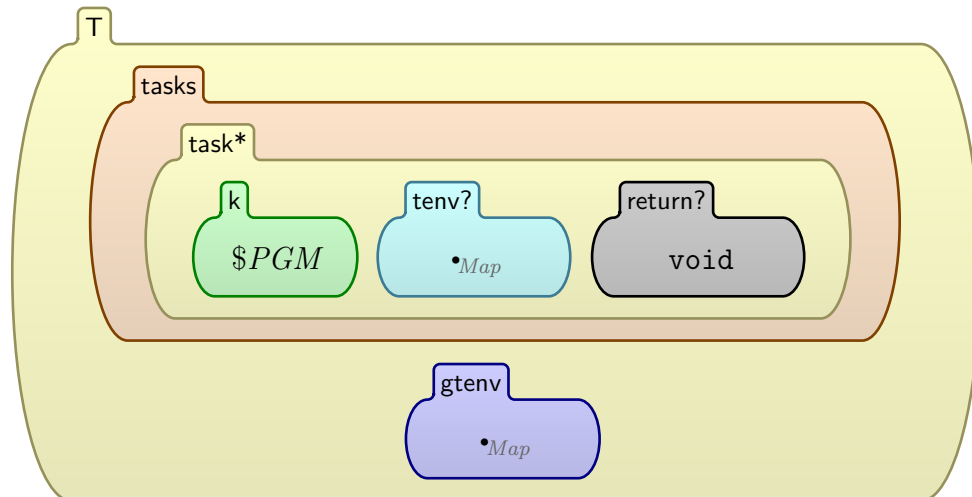 T
tasks
task*
k
tenv?
return?
$PGM
•Map
void
gtenv
•Map